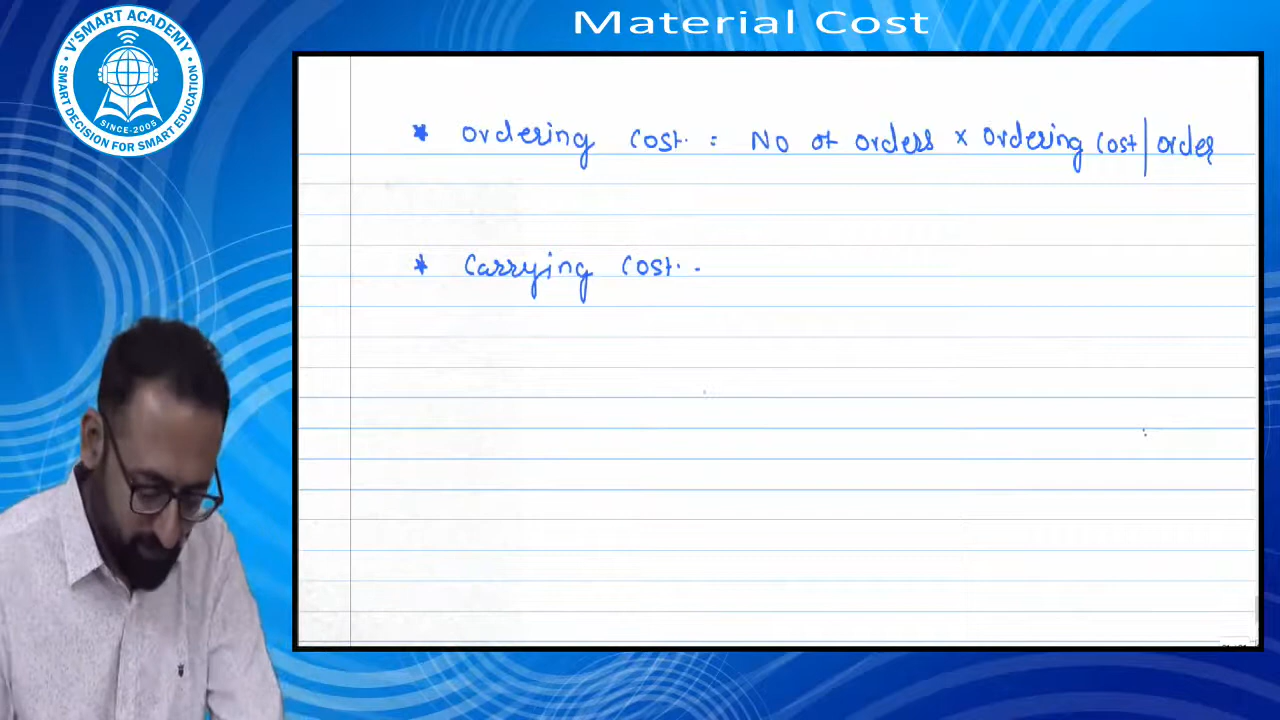 Material Cost
V'SMART ACADEMY
SMART DECISION FOR SMART EDUCATION
SINCE-2005
* Ordering cost. = No of orders × ordering cost | order
* Carrying cost. -